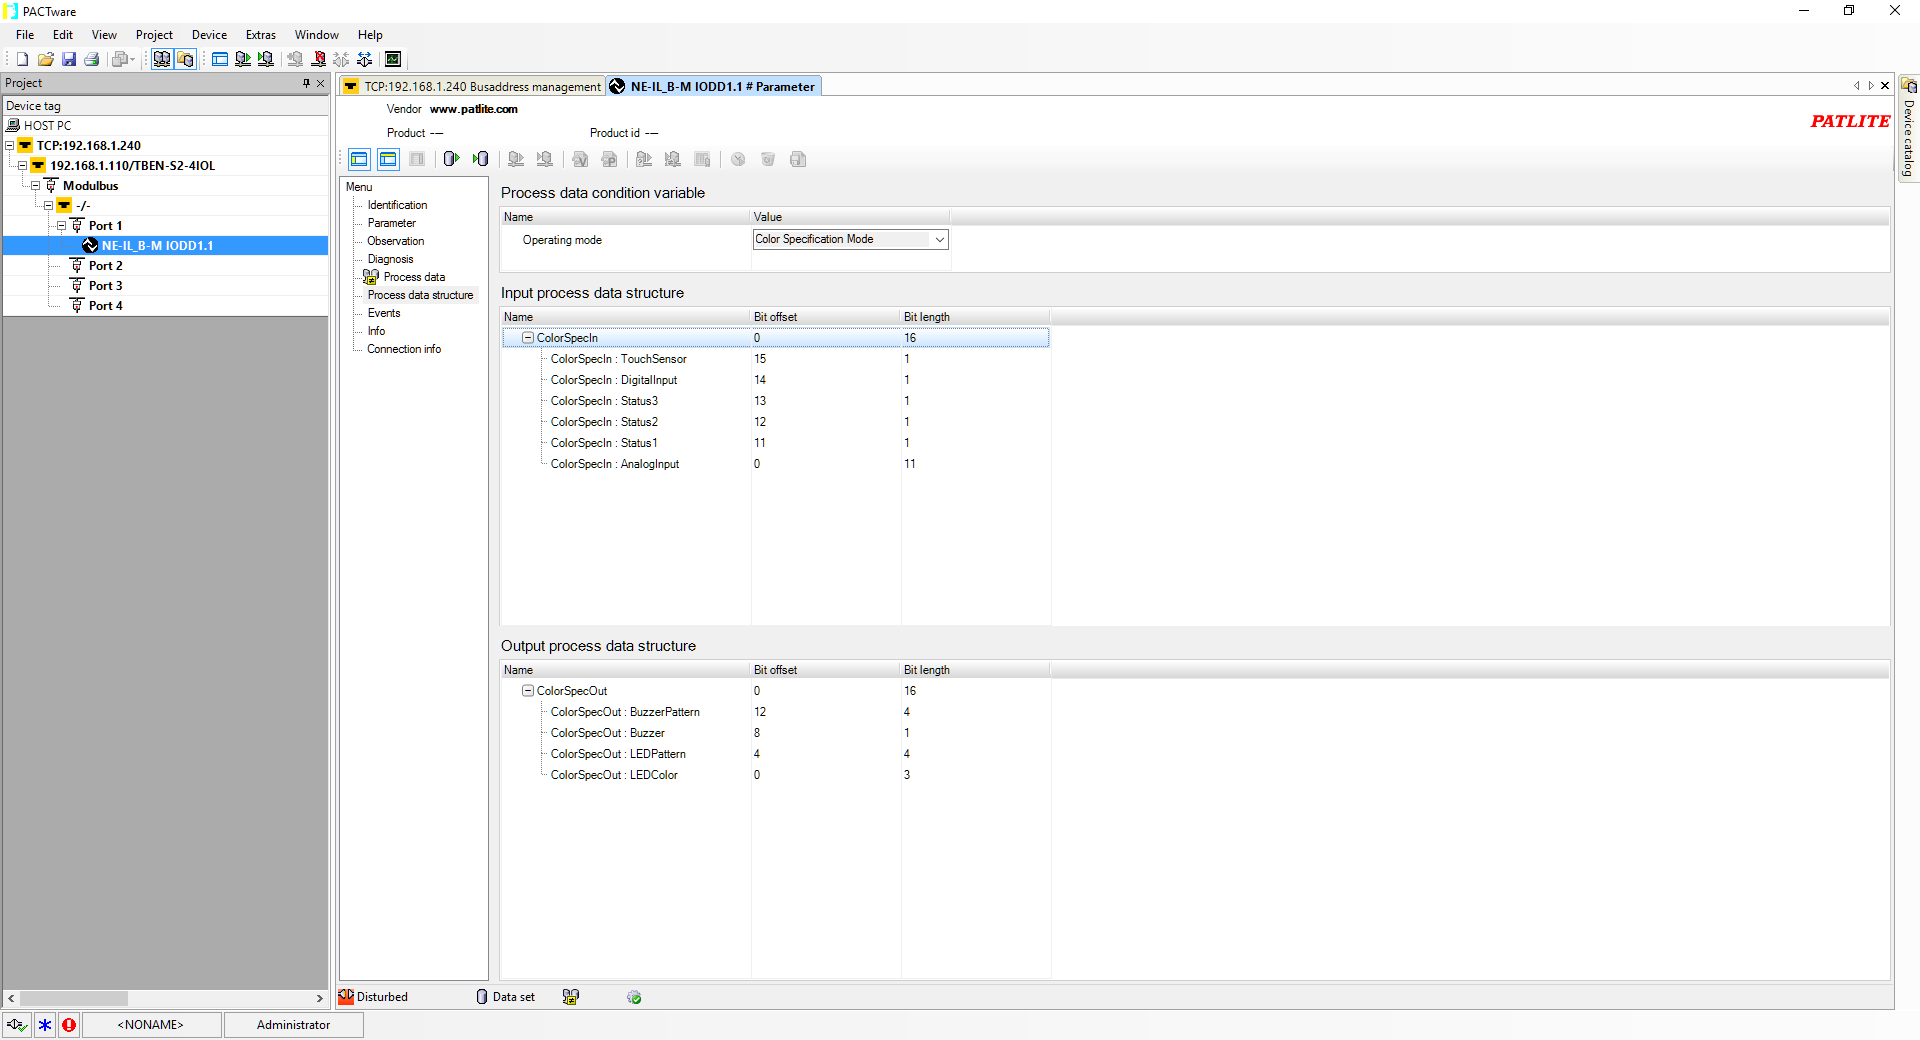 PACTware
File Edit View Project Device Extras Window Help
Project
Device tag
HOST PC
TCP:192.168.1.240
192.168.1.110/TBEN-S2-4IOL
Modulbus
-/-
Port 1
NE-IL_B-M IODD1.1
Port 2
Port 3
Port 4
TCP:192.168.1.240 Busaddress management
NE-IL_B-M IODD1.1 # Parameter
Vendor www.patlite.com
Product ---
Product id ---
PATLITE
Device catalog
Menu
Identification
Parameter
Observation
Diagnosis
Process data
Process data structure
Events
Info
Connection info
Process data condition variable
Name Value
Operating mode Color Specification Mode
Input process data structure
Name Bit offset Bit length
ColorSpecIn 0 16
ColorSpecIn : TouchSensor 15 1
ColorSpecIn : DigitalInput 14 1
ColorSpecIn : Status3 13 1
ColorSpecIn : Status2 12 1
ColorSpecIn : Status1 11 1
ColorSpecIn : AnalogInput 0 11
Output process data structure
Name Bit offset Bit length
ColorSpecOut 0 16
ColorSpecOut : BuzzerPattern 12 4
ColorSpecOut : Buzzer 8 1
ColorSpecOut : LEDPattern 4 4
ColorSpecOut : LEDColor 0 3
Disturbed
Data set
<NONAME>
Administrator